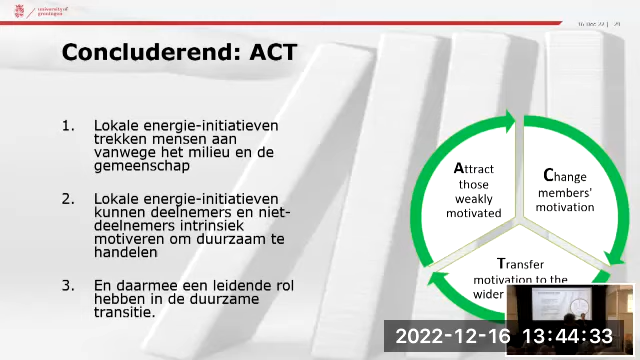 university of
groningen
Concluderend: ACT
1. Lokale energie-initiatieven
trekken mensen aan
vanwege het milieu en de
gemeenschap
2. Lokale energie-initiatieven
kunnen deelnemers en niet-
deelnemers intrinsiek
motiveren om duurzaam te
handelen
3. En daarmee een leidende rol
hebben in de duurzame
transitie.
Attract
those
weakly
motivated
Change
members'
motivation
Transfer
motivation to the
wider
2022-12-16 13:44:33